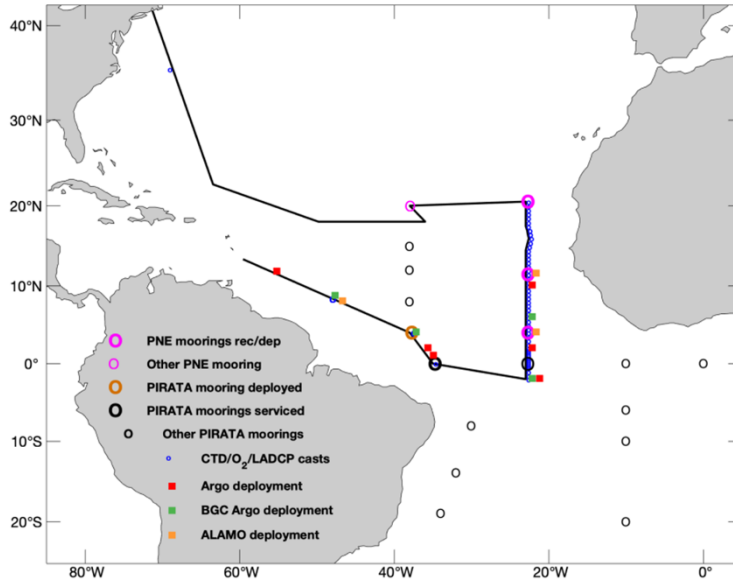 40°N
30°N
20°N
10°N
PNE moorings rec/dep
0°
Other PNE mooring
PIRATA mooring deployed
PIRATA moorings serviced
10°S
Other PIRATA moorings
CTD/O₂/LADCP casts
Argo deployment
BGC Argo deployment
20°S
ALAMO deployment
80°W 60°W 40°W 20°W 0°